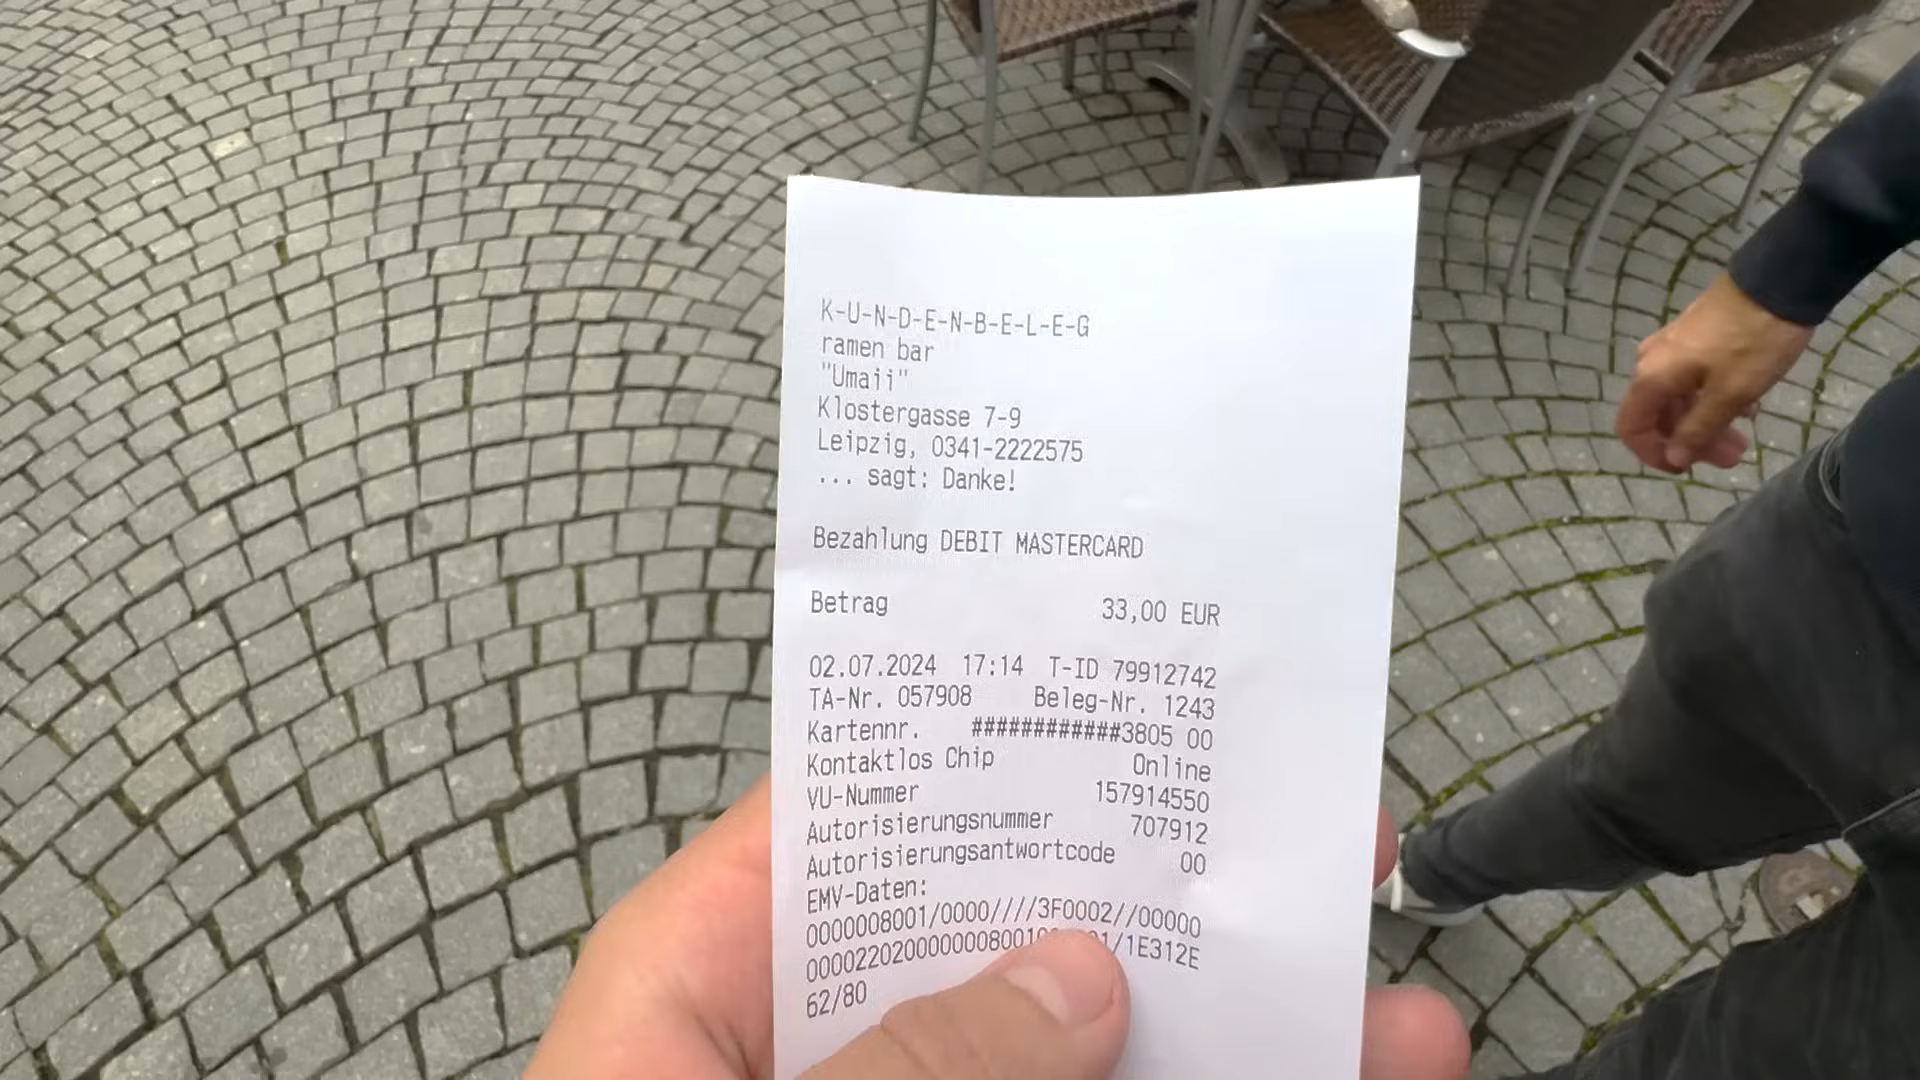 K-U-N-D-E-N-B-E-L-E-G
ramen bar
"Umaii"
Klostergasse 7-9
Leipzig, 0341-2222575
... sagt: Danke!
Bezahlung DEBIT MASTERCARD
Betrag 33,00 EUR
02.07.2024 17:14 T-ID 79912742
TA-Nr. 057908 Beleg-Nr. 1243
Kartennr. ############3805 00
Kontaktlos Chip Online
VU-Nummer 157914550
Autorisierungsnummer 707912
Autorisierungsantwortcode 00
EMV-Daten:
0000008001/0000////3F0002//00000
/1E312E
62/80